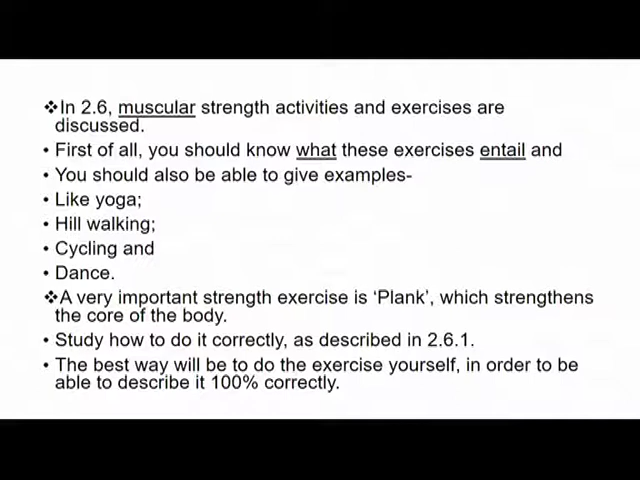 ❖In 2.6, muscular strength activities and exercises are
discussed.
• First of all, you should know what these exercises entail and
• You should also be able to give examples-
• Like yoga;
• Hill walking;
• Cycling and
• Dance.
❖A very important strength exercise is ‘Plank’, which strengthens
the core of the body.
• Study how to do it correctly, as described in 2.6.1.
• The best way will be to do the exercise yourself, in order to be
able to describe it 100% correctly.